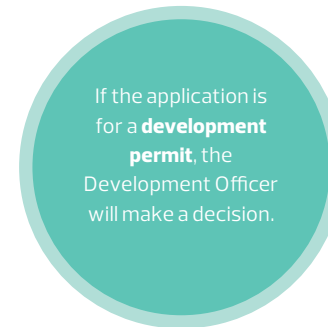 If the application is
for a development
permit, the
Development Officer
will make a decision.